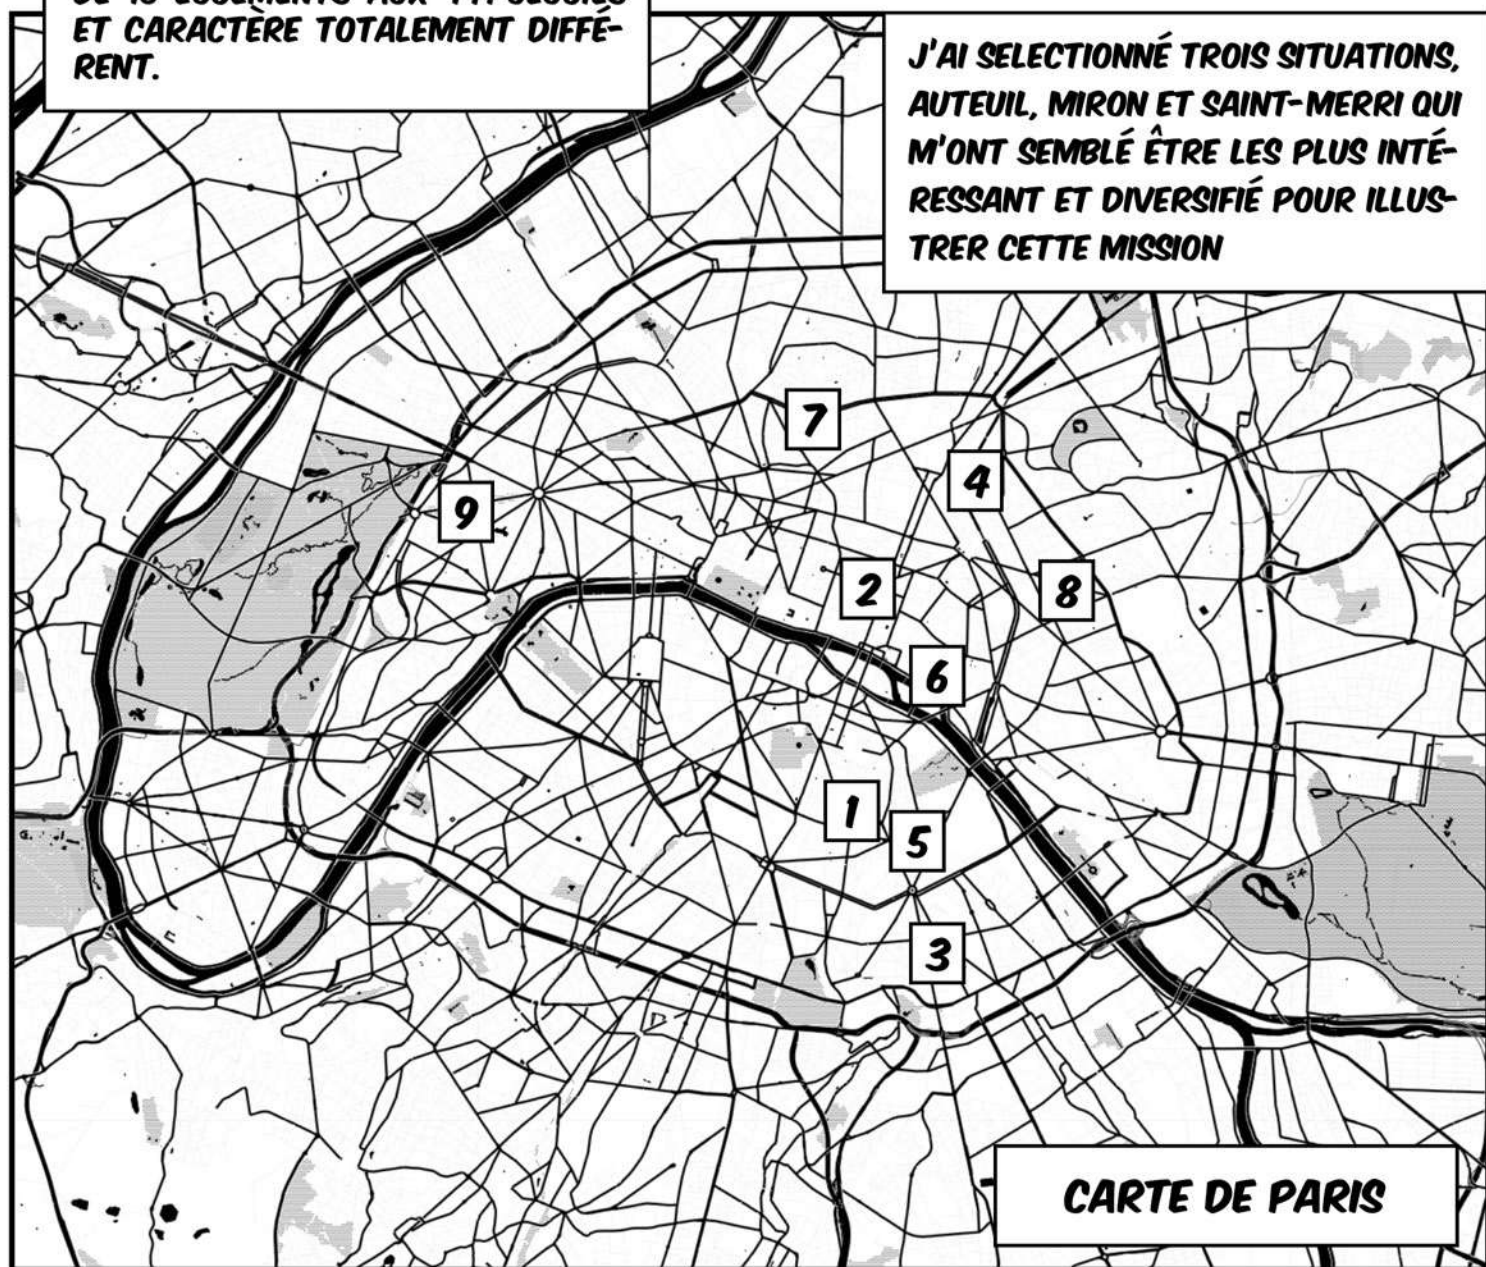 ET CARACTÈRE TOTALEMENT DIFFÉ-
RENT.
J'AI SELECTIONNÉ TROIS SITUATIONS,
AUTEUIL, MIRON ET SAINT-MERRI QUI
M'ONT SEMBLÉ ÊTRE LES PLUS INTÉ-
RESSANT ET DIVERSIFIÉ POUR ILLUS-
TRER CETTE MISSION
7
4
9
2
8
6
1
5
3
CARTE DE PARIS